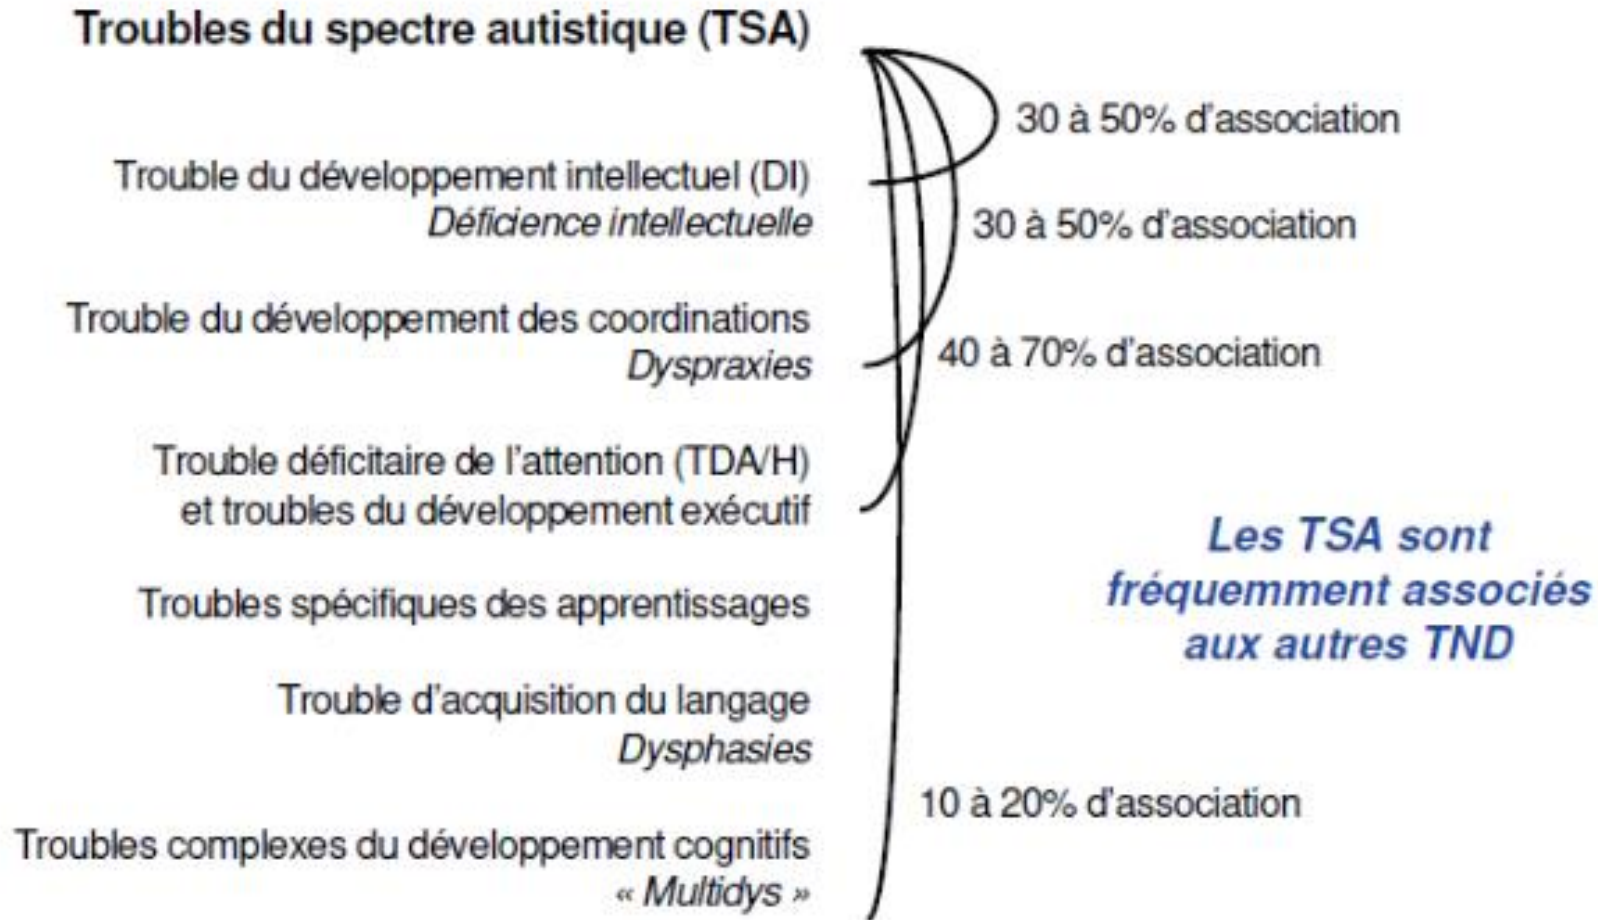 Troubles du spectre autistique (TSA)
30 à 50% d'association
Trouble du développement intellectuel (DI)
Déficience intellectuelle
30 à 50% d'association
Trouble du développement des coordinations
Dyspraxies
40 à 70% d'association
Trouble déficitaire de l'attention (TDA/H)
et troubles du développement exécutif
Les TSA sont
fréquemment associés
aux autres TND
Troubles spécifiques des apprentissages
Trouble d'acquisition du langage
Dysphasies
10 à 20% d'association
Troubles complexes du développement cognitifs
« Multidys »